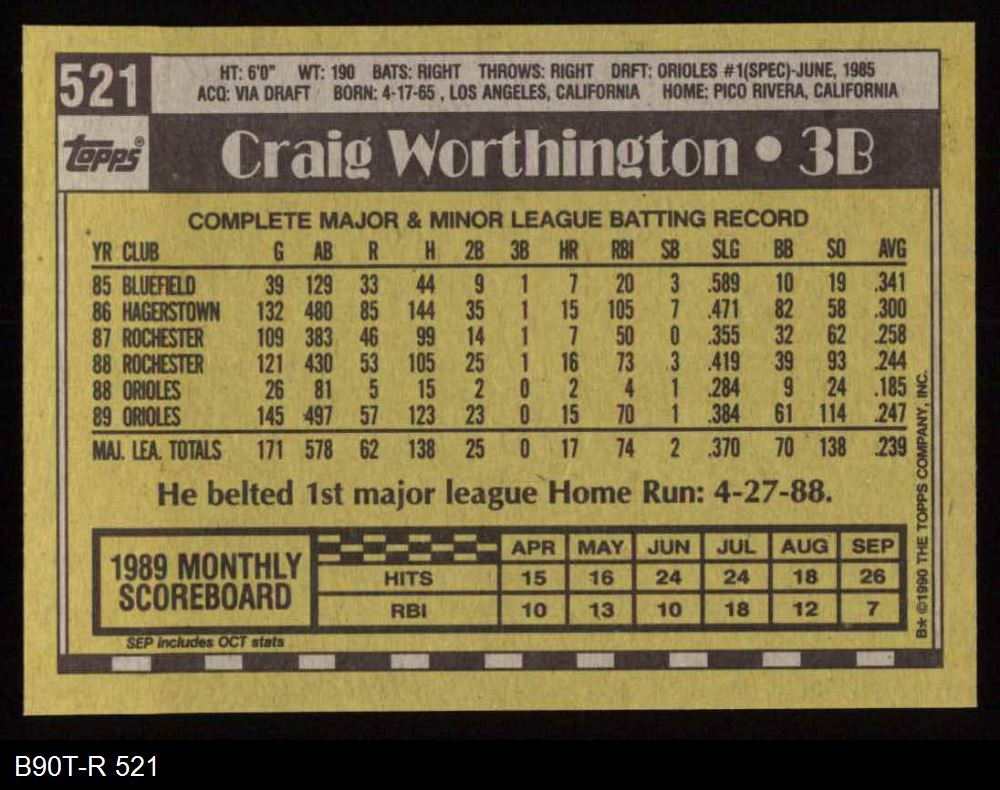 521
HT: 6'0" WT: 190 BATS: RIGHT THROWS: RIGHT DRFT: ORIOLES #1(SPEC)-JUNE, 1985
ACQ: VIA DRAFT BORN: 4-17-65 , LOS ANGELES, CALIFORNIA HOME: PICO RIVERA, CALIFORNIA
topps®
Craig Worthington • 3B
COMPLETE MAJOR & MINOR LEAGUE BATTING RECORD
YR CLUB G AB R H 2B 3B HR RBI SB SLG BB SO AVG
85 BLUEFIELD 39 129 33 44 9 1 7 20 3 .589 10 19 .341
86 HAGERSTOWN 132 480 85 144 35 1 15 105 7 .471 82 58 .300
87 ROCHESTER 109 383 46 99 14 1 7 50 0 .355 32 62 .258
88 ROCHESTER 121 430 53 105 25 1 16 73 3 .419 39 93 .244
88 ORIOLES 26 81 5 15 2 0 2 4 1 .284 9 24 .185
89 ORIOLES 145 497 57 123 23 0 15 70 1 .384 61 114 .247
MAJ. LEA. TOTALS 171 578 62 138 25 0 17 74 2 .370 70 138 .239
He belted 1st major league Home Run: 4-27-88.
1989 MONTHLY
SCOREBOARD
APR MAY JUN JUL AUG SEP
HITS 15 16 24 24 18 26
RBI 10 13 10 18 12 7
SEP includes OCT stats
B* ©1990 THE TOPPS COMPANY, INC.
B90T-R 521